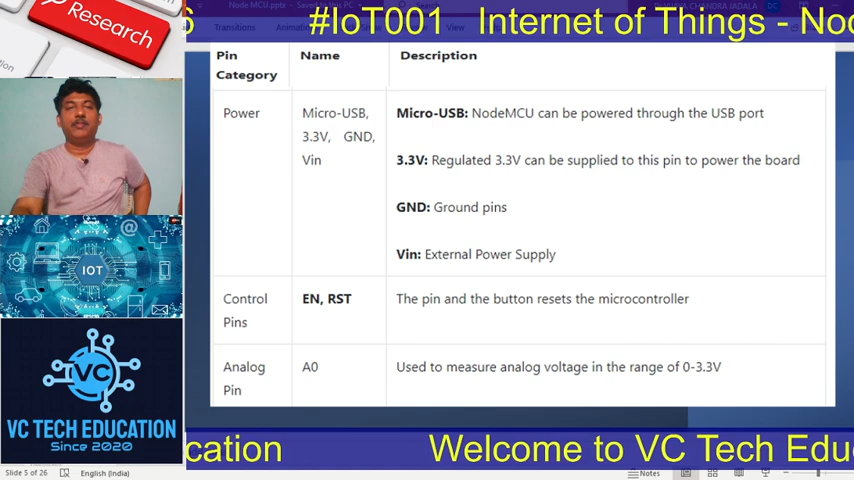 Node MCU.pptx - Saved to this PC
#IoT001 Internet of Things - Nod
6
Transitions
Research
Pin Category
Name
Description
Power
Micro-USB,
3.3V, GND,
Vin
Micro-USB: NodeMCU can be powered through the USB port
3.3V: Regulated 3.3V can be supplied to this pin to power the board
GND: Ground pins
Vin: External Power Supply
Control
Pins
EN, RST
The pin and the button resets the microcontroller
Analog
Pin
A0
Used to measure analog voltage in the range of 0-3.3V
IOT
VC
VC TECH EDUCATION
Since 2020
cation Welcome to VC Tech Educ
Slide 5 of 26
English (India)
Notes